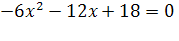 −6x² − 12x + 18 = 0